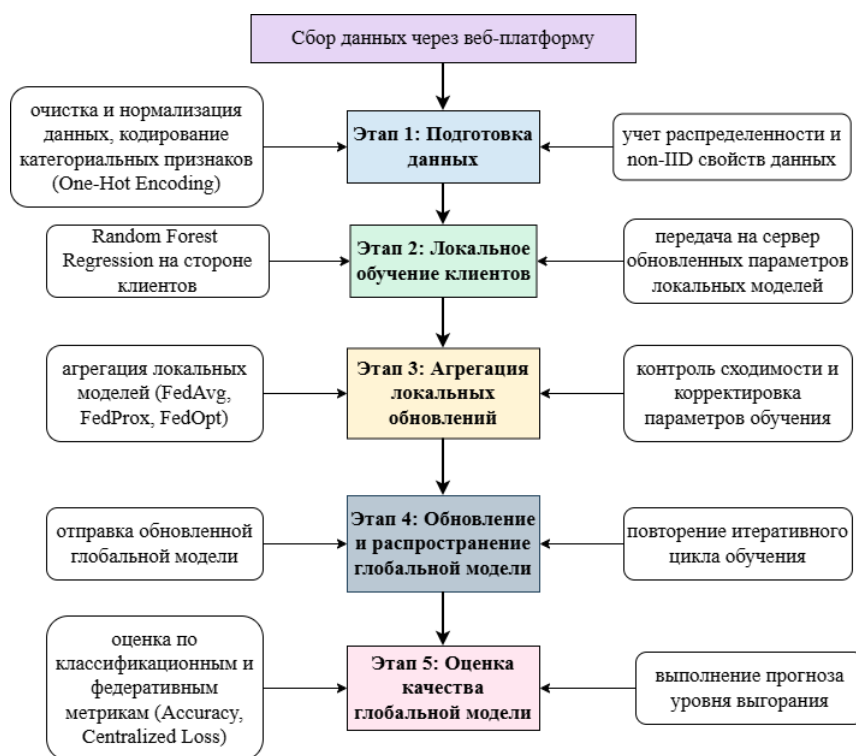 Сбор данных через веб-платформу
очистка и нормализация
данных, кодирование
категориальных признаков
(One-Hot Encoding)
Этап 1: Подготовка
данных
учет распределенности и
non-IID свойств данных
Random Forest
Regression на стороне
клиентов
Этап 2: Локальное
обучение клиентов
передача на сервер
обновленных параметров
локальных моделей
агрегация локальных
моделей (FedAvg,
FedProx, FedOpt)
Этап 3: Агрегация
локальных
обновлений
контроль сходимости и
корректировка
параметров обучения
отправка обновленной
глобальной модели
Этап 4: Обновление
и распространение
глобальной модели
повторение итеративного
цикла обучения
оценка по
классификационным и
федеративным
метрикам (Accuracy,
Centralized Loss)
Этап 5: Оценка
качества
глобальной модели
выполнение прогноза
уровня выгорания